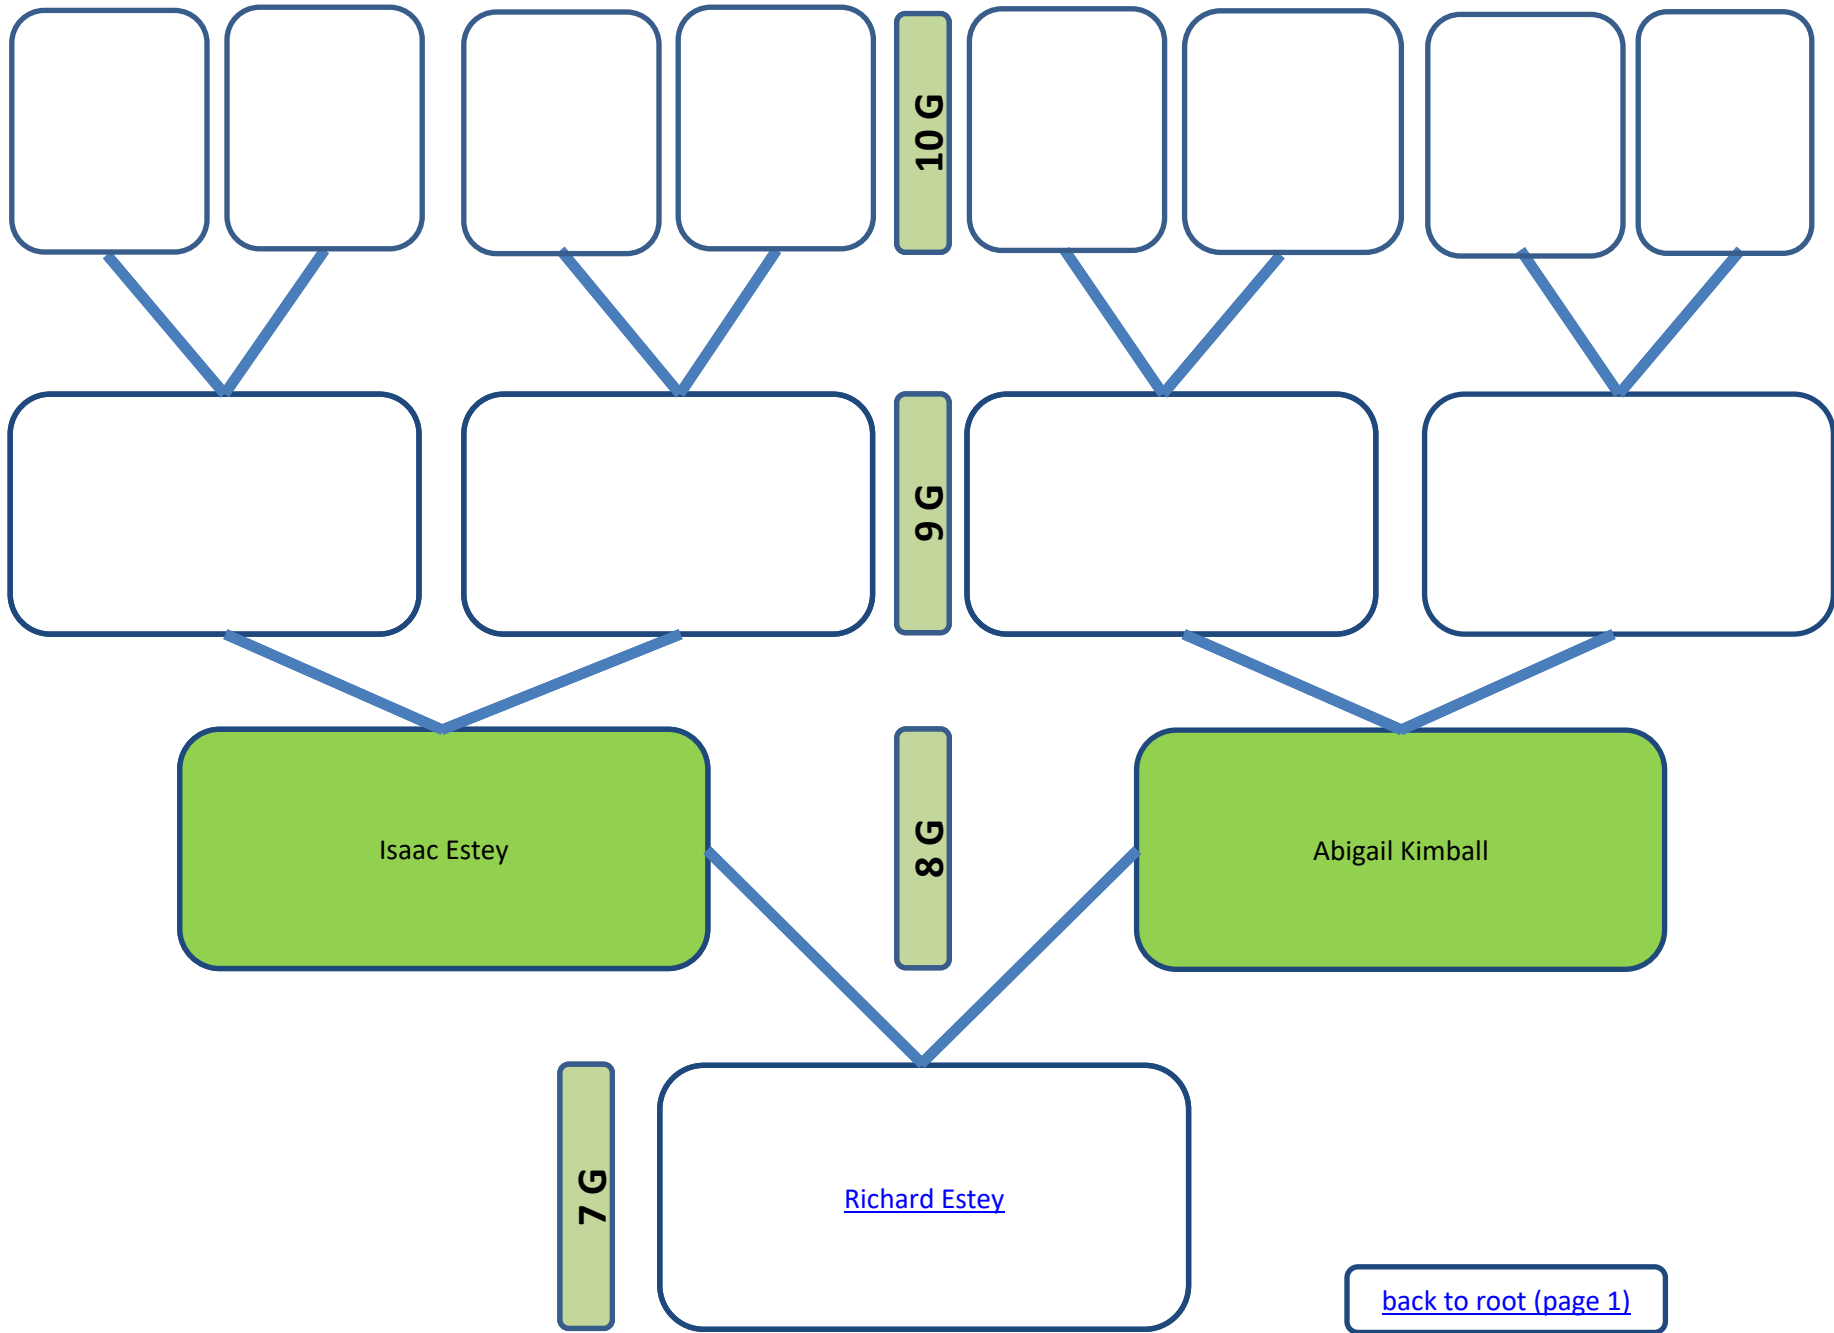 10 G
9 G
Isaac Estey
8 G
Abigail Kimball
7 G
Richard Estey
back to root (page 1)